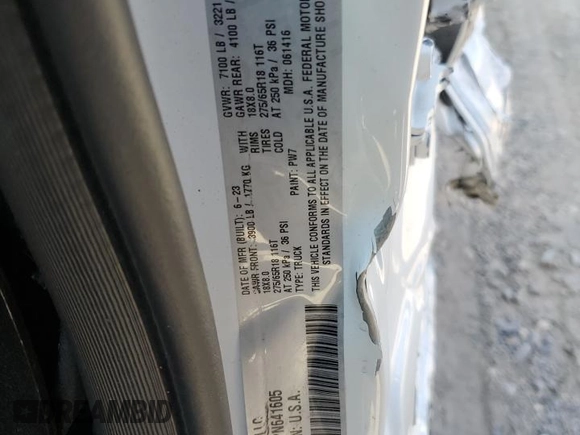 DATE OF MFR (BUILT): 6-23 GVWR: 7100 LB / 3221
GAWR FRONT: 3900 LB / 1770 KG WITH GAWR REAR: 4100 LB /
18X8.0 RIMS 18X8.0
275/65R18 116T TIRES 275/65R18 116T
AT 250 kPa / 36 PSI COLD AT 250 kPa / 36 PSI
TYPE: TRUCK PAINT: PW7 MDH: 061416
THIS VEHICLE CONFORMS TO ALL APPLICABLE U.S.A. FEDERAL MOTOR
STANDARDS IN EFFECT ON THE DATE OF MANUFACTURE SHO
LLC
N641605
N: U.S.A.
DREAMBID